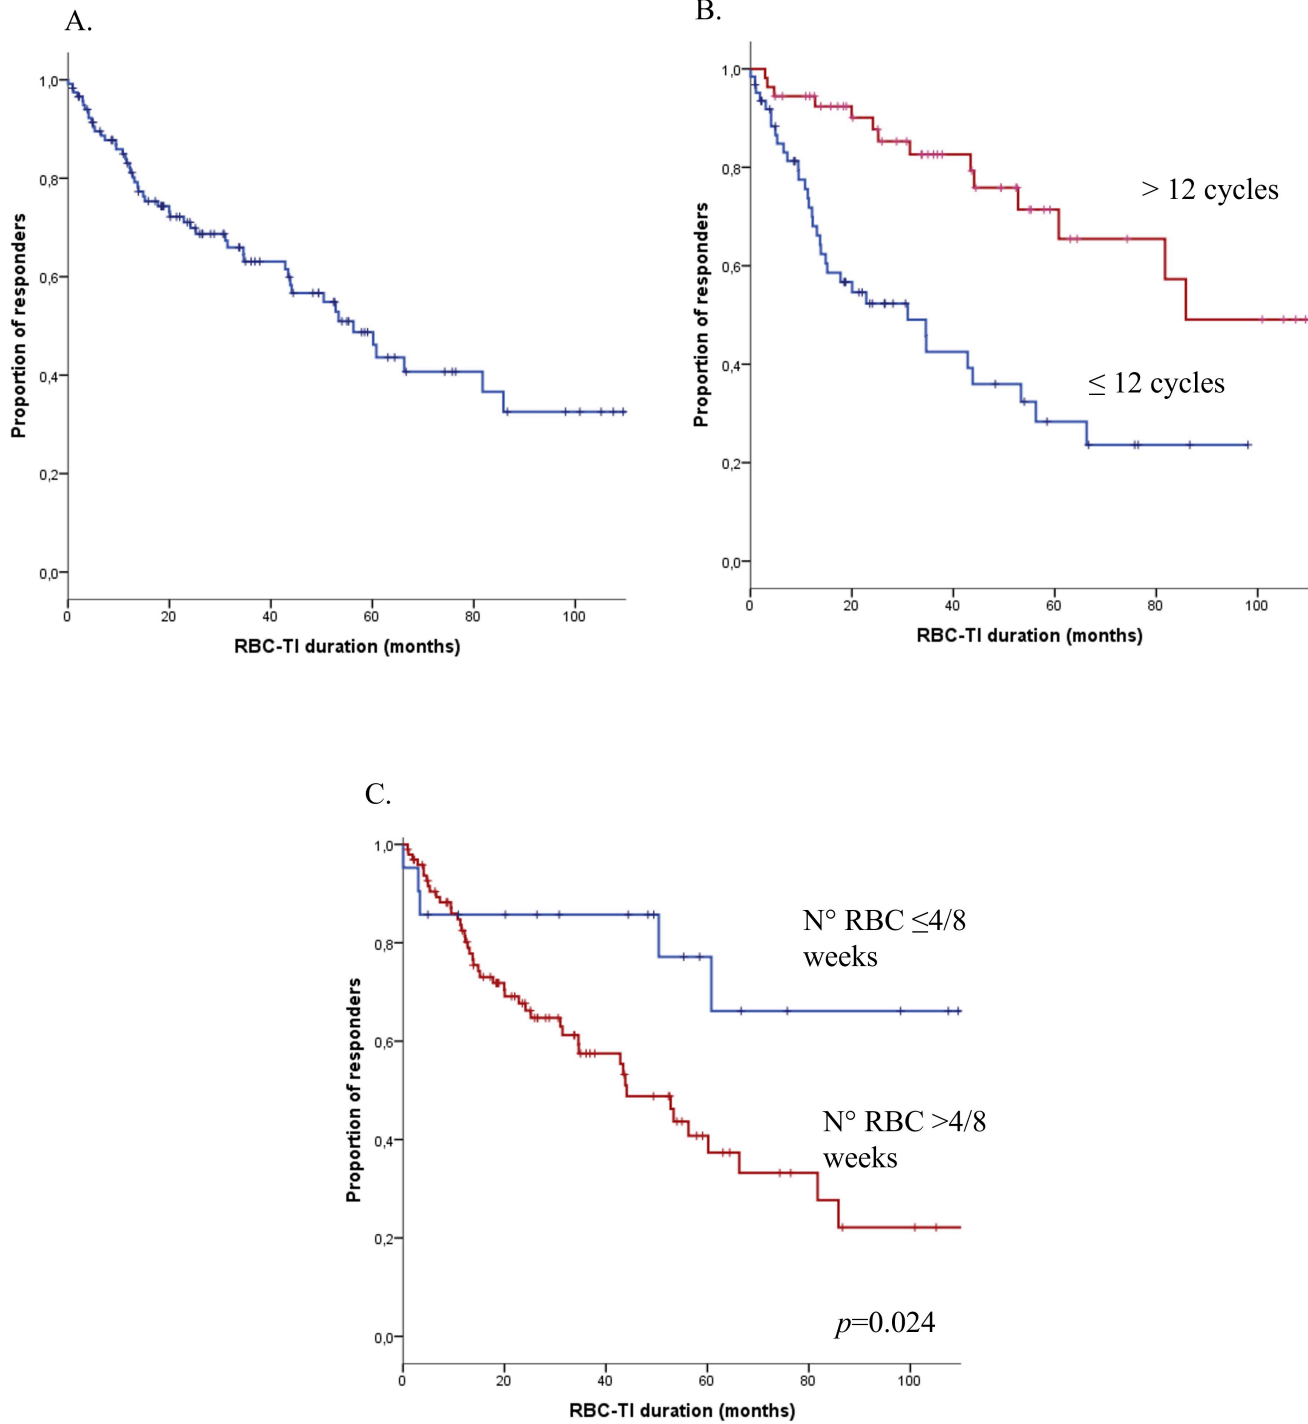 A.
1,0
0,8
0,6
0,4
0,2
0,0
0 20 40 60 80 100
Proportion of responders
RBC-TI duration (months)
B.
1,0
0,8
0,6
0,4
0,2
0,0
0 20 40 60 80 100
Proportion of responders
RBC-TI duration (months)
> 12 cycles
≤ 12 cycles
C.
1,0
0,8
0,6
0,4
0,2
0,0
0 20 40 60 80 100
Proportion of responders
RBC-TI duration (months)
N° RBC ≤4/8
weeks
N° RBC >4/8
weeks
p=0.024